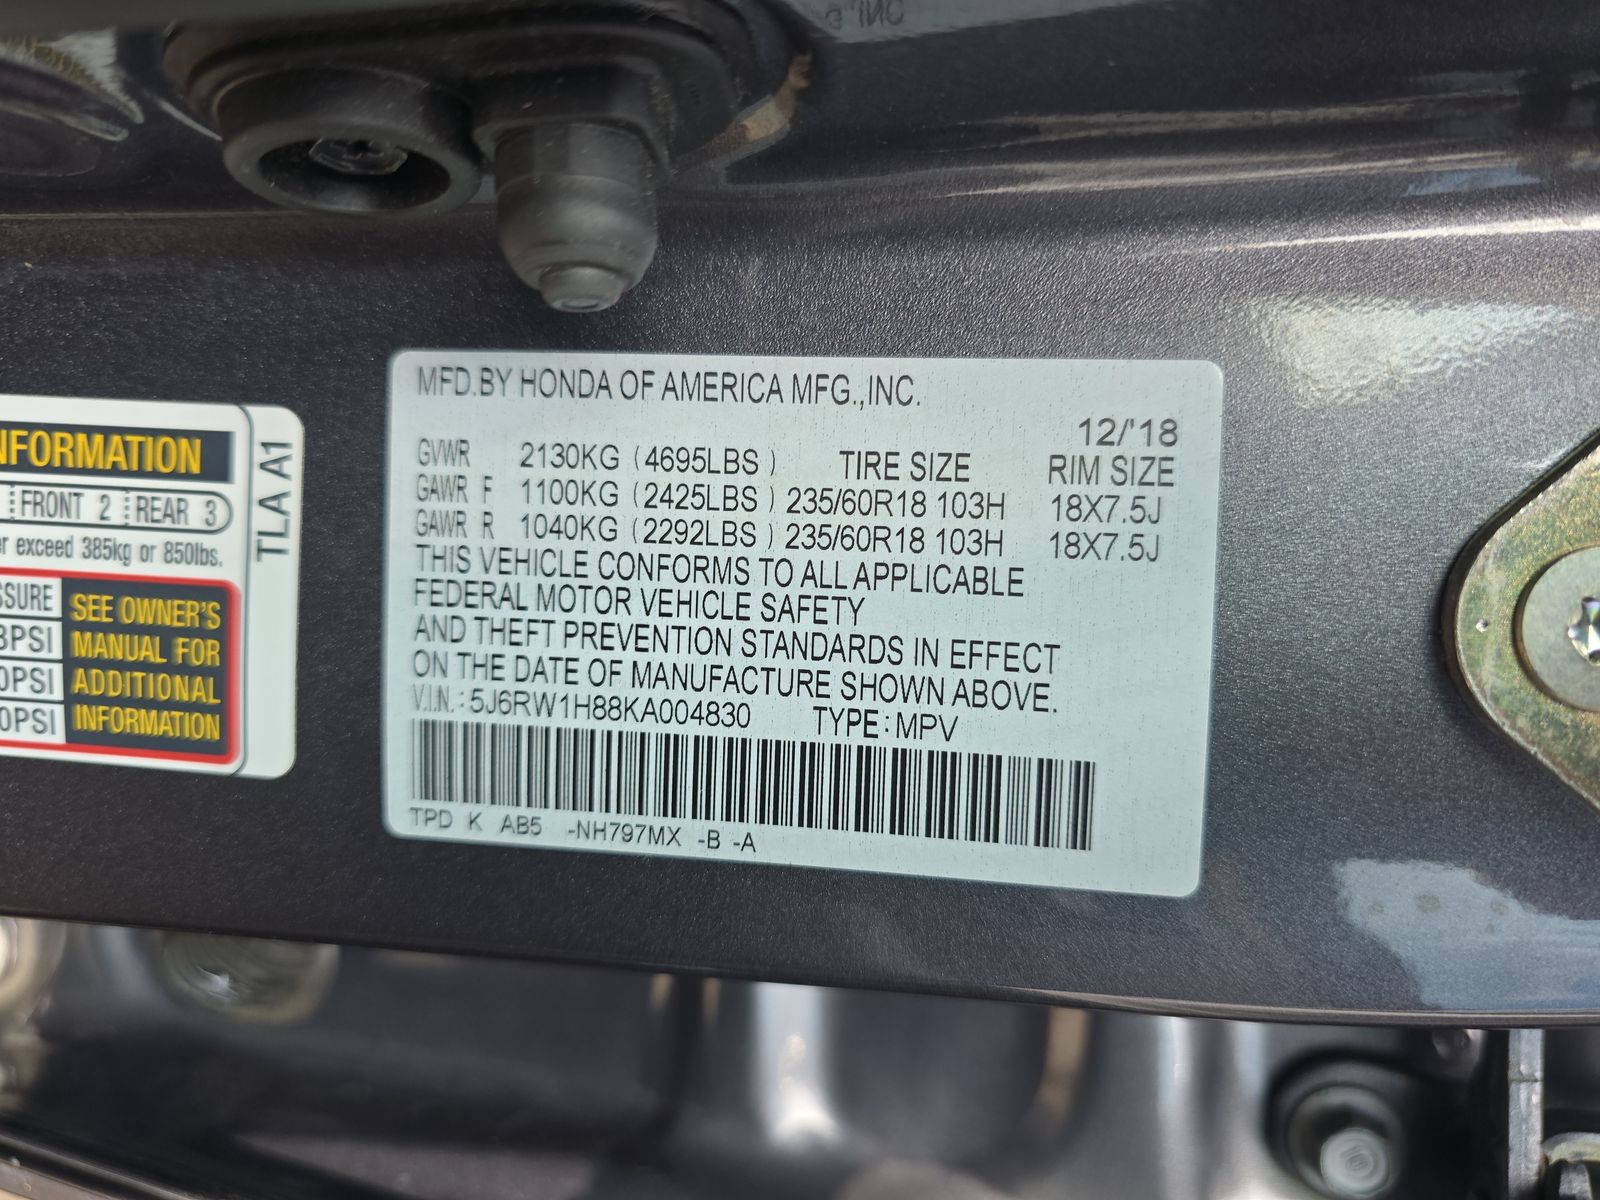 NFORMATION
FRONT 2 REAR 3
er exceed 385kg or 850lbs.
SSURE
PSI
0PSI
0PSI
SEE OWNER'S
MANUAL FOR
ADDITIONAL
INFORMATION
TLA A1
MFD.BY HONDA OF AMERICA MFG.,INC.
12/'18
GVWR 2130KG (4695LBS ) TIRE SIZE RIM SIZE
GAWR F 1100KG (2425LBS ) 235/60R18 103H 18X7.5J
GAWR R 1040KG (2292LBS ) 235/60R18 103H 18X7.5J
THIS VEHICLE CONFORMS TO ALL APPLICABLE
FEDERAL MOTOR VEHICLE SAFETY
AND THEFT PREVENTION STANDARDS IN EFFECT
ON THE DATE OF MANUFACTURE SHOWN ABOVE.
V.I.N.: 5J6RW1H88KA004830 TYPE: MPV
TPD K AB5 -NH797MX -B -A